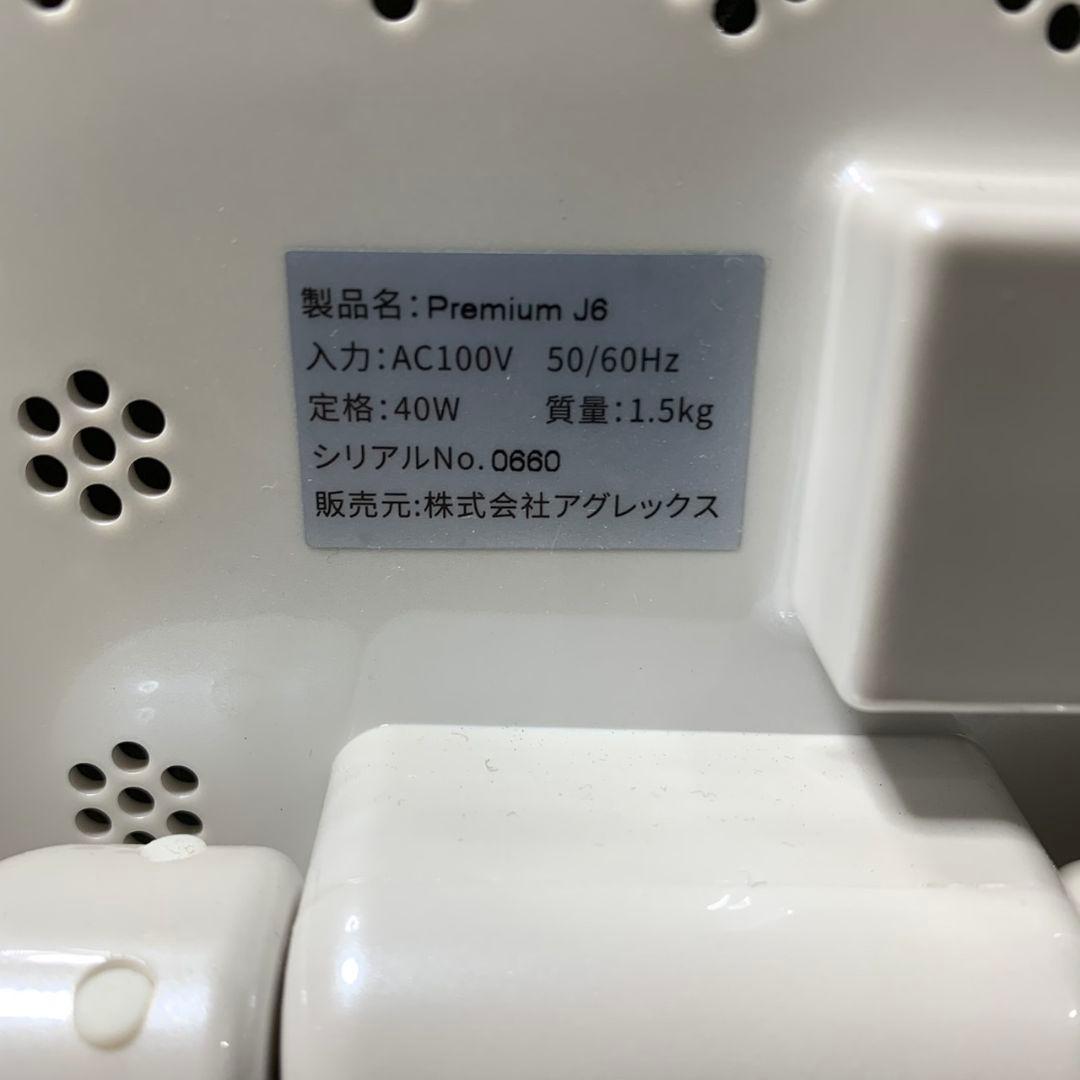 製品名：Premium J6
入力：AC100V　50/60Hz
定格：40W　質量：1.5kg
シリアルNo.0660
販売元:株式会社アグレックス